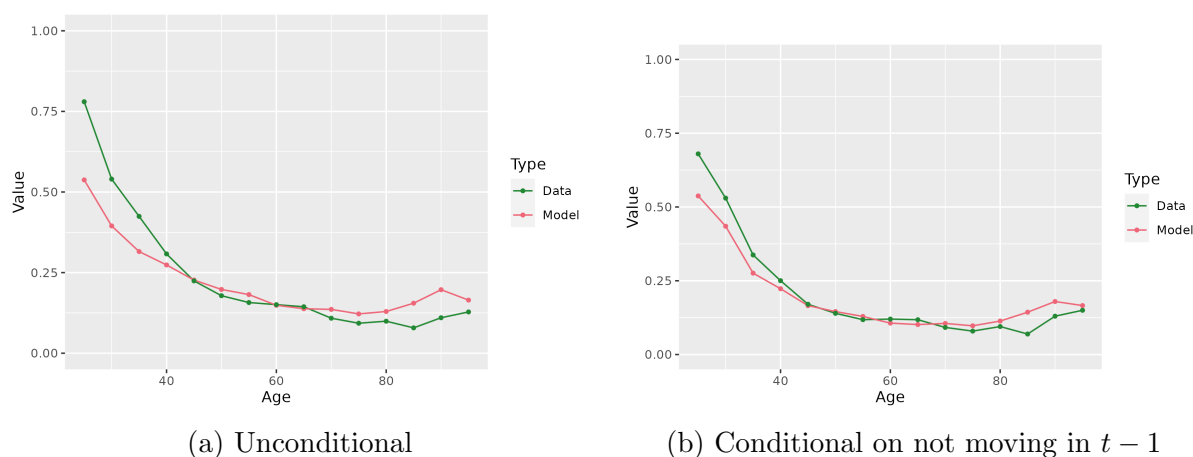 1.00
0.75
0.50
0.25
0.00
Value
40
60
80
Age
Type
Data
Model
(a) Unconditional
1.00
0.75
0.50
0.25
0.00
Value
40
60
80
Age
Type
Data
Model
(b) Conditional on not moving in t − 1